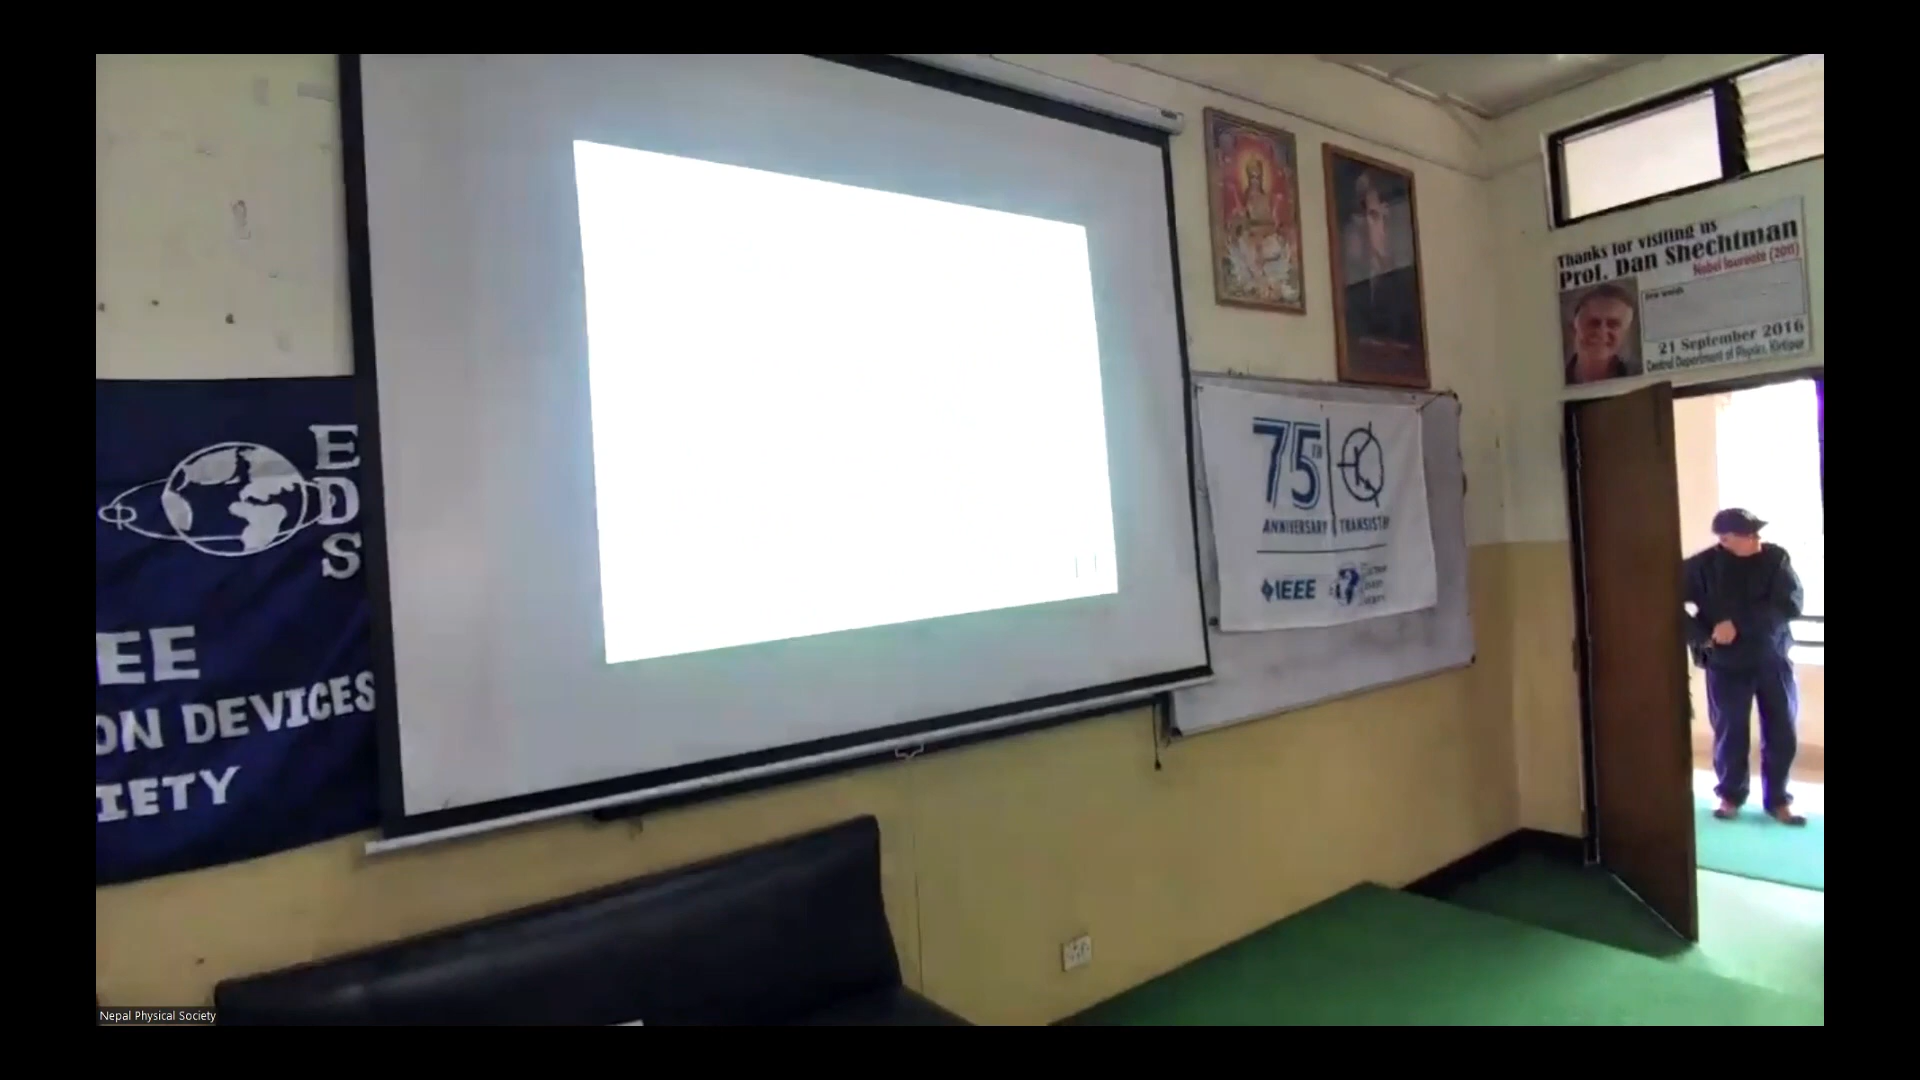 E
D
S
EE
ON DEVICES
IETY
75TH
ANNIVERSARY TRANSIST
IEEE
Thanks for visiting us
Prof. Dan Shechtman
Nobel laureate (2011)
21 September 2016
Central Department of Physics, Kirtipur
Nepal Physical Society